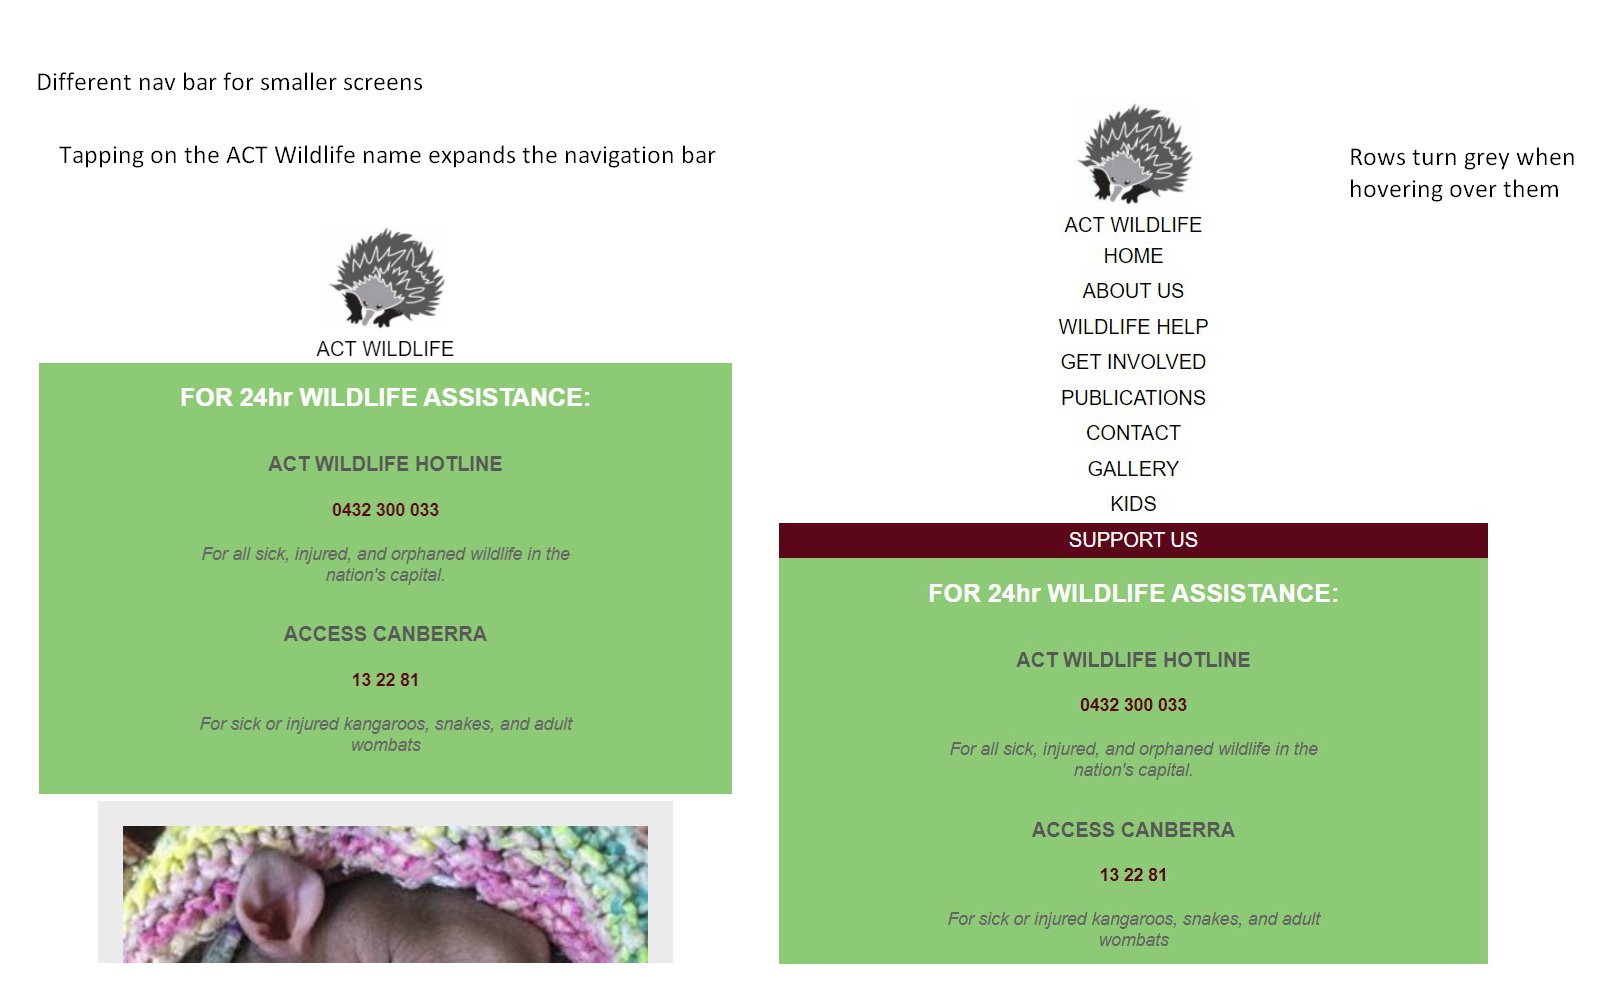 Different nav bar for smaller screens
Tapping on the ACT Wildlife name expands the navigation bar
ACT WILDLIFE
FOR 24hr WILDLIFE ASSISTANCE:
ACT WILDLIFE HOTLINE
0432 300 033
For all sick, injured, and orphaned wildlife in the
nation's capital.
ACCESS CANBERRA
13 22 81
For sick or injured kangaroos, snakes, and adult
wombats
Rows turn grey when
hovering over them
ACT WILDLIFE
HOME
ABOUT US
WILDLIFE HELP
GET INVOLVED
PUBLICATIONS
CONTACT
GALLERY
KIDS
SUPPORT US
FOR 24hr WILDLIFE ASSISTANCE:
ACT WILDLIFE HOTLINE
0432 300 033
For all sick, injured, and orphaned wildlife in the
nation's capital.
ACCESS CANBERRA
13 22 81
For sick or injured kangaroos, snakes, and adult
wombats